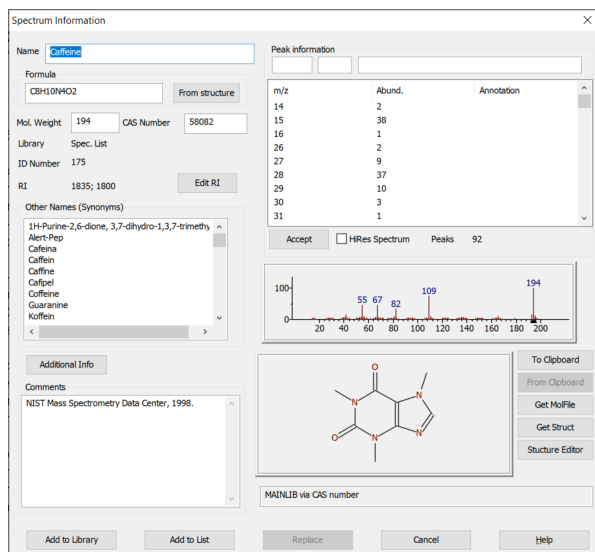 Spectrum Information
Name Caffeine
Formula
C8H10N4O2 From structure
Mol. Weight 194 CAS Number 58082
Library Spec. List
ID Number 175
RI 1835; 1800 Edit RI
Other Names (Synonyms)
1H-Purine-2,6-dione, 3,7-dihydro-1,3,7-trimethy
Alert-Pep
Cafeina
Caffein
Caffine
Cafipel
Coffeine
Guaranine
Koffein
Additional Info
Comments
NIST Mass Spectrometry Data Center, 1998.
Peak information
m/z Abund. Annotation
14 2
15 38
16 1
26 2
27 9
28 37
29 10
30 3
31 1
Accept HiRes Spectrum Peaks 92
100
0
55 67 82 109 194
20 40 60 80 100 120 140 160 180 200
O
N
N
O
N
N
To Clipboard
From Clipboard
Get MolFile
Get Struct
Stucture Editor
MAINLIB via CAS number
Add to Library Add to List Replace Cancel Help